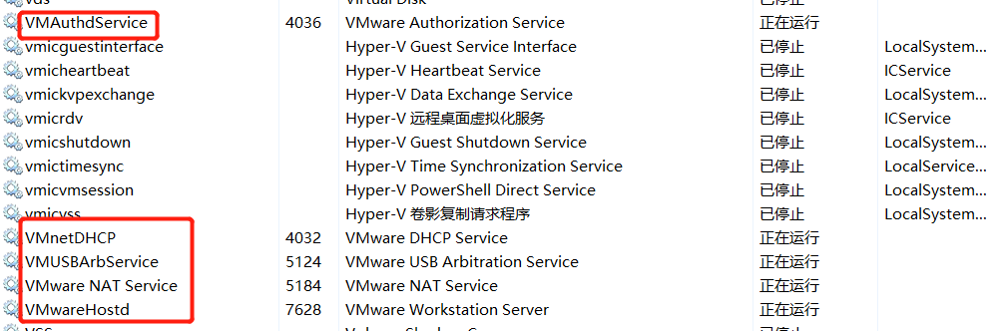 vds Virtual Disk
VMAuthdService 4036 VMware Authorization Service 正在运行
vmicguestinterface Hyper-V Guest Service Interface 已停止 LocalSystem...
vmicheartbeat Hyper-V Heartbeat Service 已停止 ICService
vmickvpexchange Hyper-V Data Exchange Service 已停止 LocalSystem...
vmicrdv Hyper-V 远程桌面虚拟化服务 已停止 ICService
vmicshutdown Hyper-V Guest Shutdown Service 已停止 LocalSystem...
vmictimesync Hyper-V Time Synchronization Service 已停止 LocalService...
vmicvmsession Hyper-V PowerShell Direct Service 已停止 LocalSystem...
vmicvss Hyper-V 卷影复制请求程序 已停止 LocalSystem...
VMnetDHCP 4032 VMware DHCP Service 正在运行
VMUSBArbService 5124 VMware USB Arbitration Service 正在运行
VMware NAT Service 5184 VMware NAT Service 正在运行
VMwareHostd 7628 VMware Workstation Server 正在运行